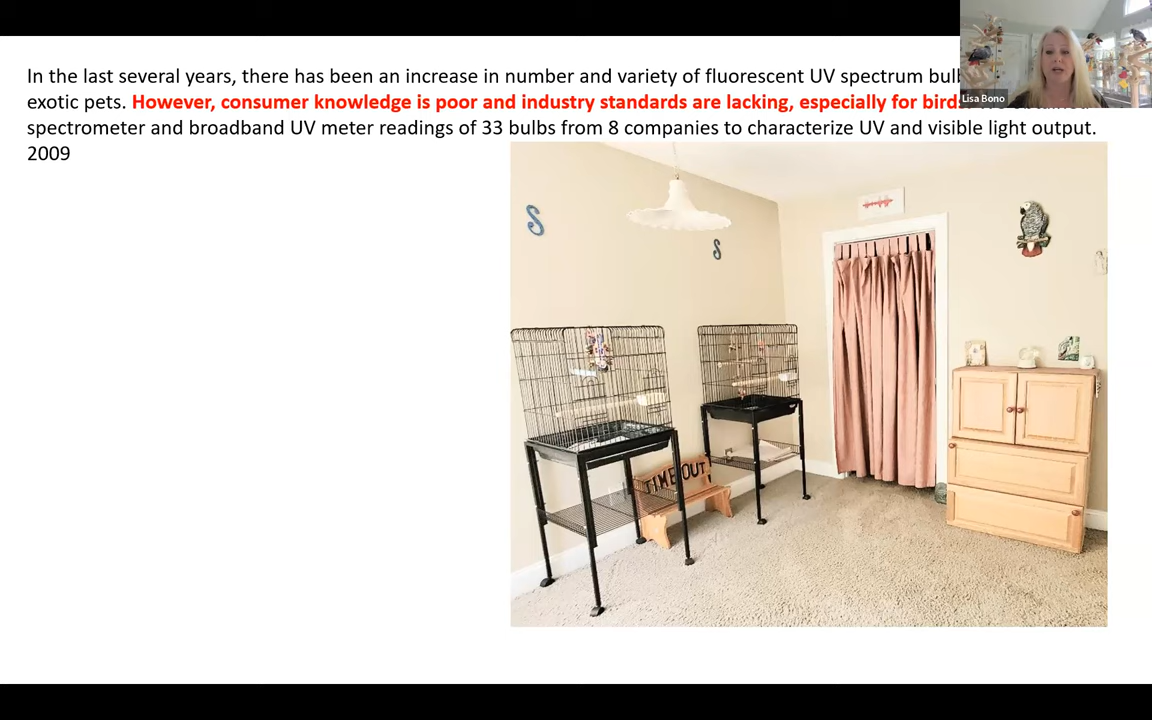 In the last several years, there has been an increase in number and variety of fluorescent UV spectrum
exotic pets. However, consumer knowledge is poor and industry standards are lacking, especially for
spectrometer and broadband UV meter readings of 33 bulbs from 8 companies to characterize UV and visible light output.
2009
Lisa Bono
S
S
TIME OUT